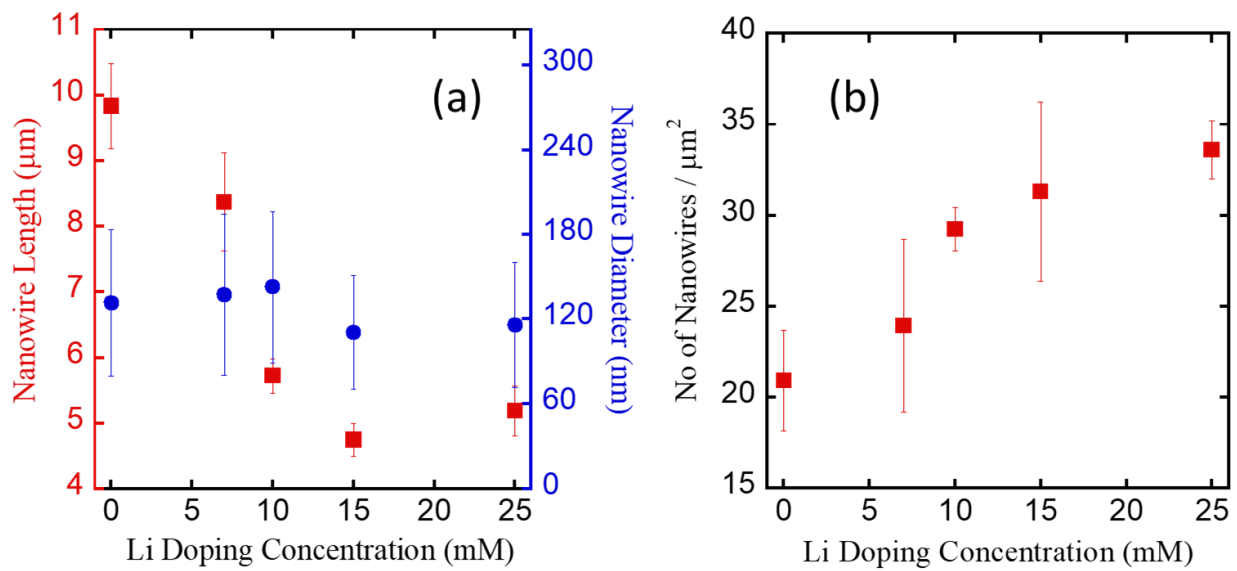 11
10
9
8
7
6
5
4
Nanowire Length (μm)
(a)
300
240
180
120
60
0
Nanowire Diameter (nm)
0 5 10 15 20 25
Li Doping Concentration (mM)
40
35
30
25
20
15
No of Nanowires / μm²
(b)
0 5 10 15 20 25
Li Doping Concentration (mM)